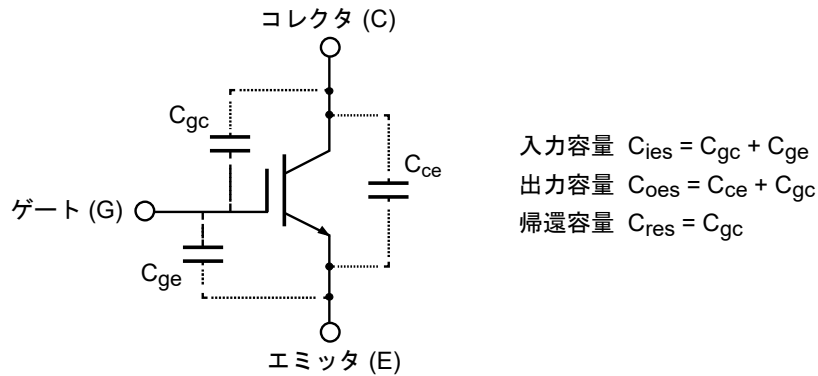 コレクタ (C)
Cgc
Cce
ゲート (G)
Cge
エミッタ (E)
入力容量 Cies = Cgc + Cge
出力容量 Coes = Cce + Cgc
帰還容量 Cres = Cgc